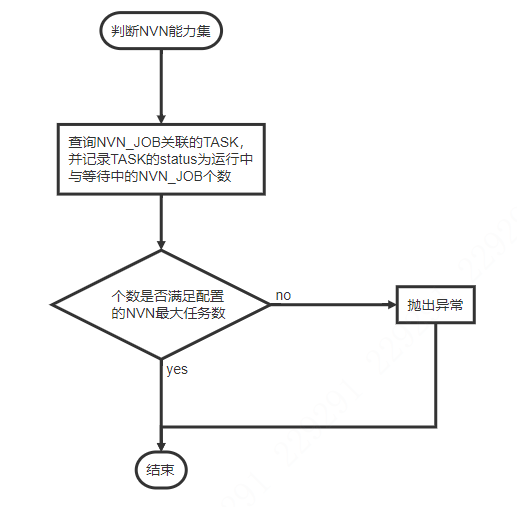 判断NVN能力集
查询NVN_JOB关联的TASK，
并记录TASK的status为运行中
与等待中的NVN_JOB个数
个数是否满足配置
的NVN最大任务数
no
抛出异常
yes
结束